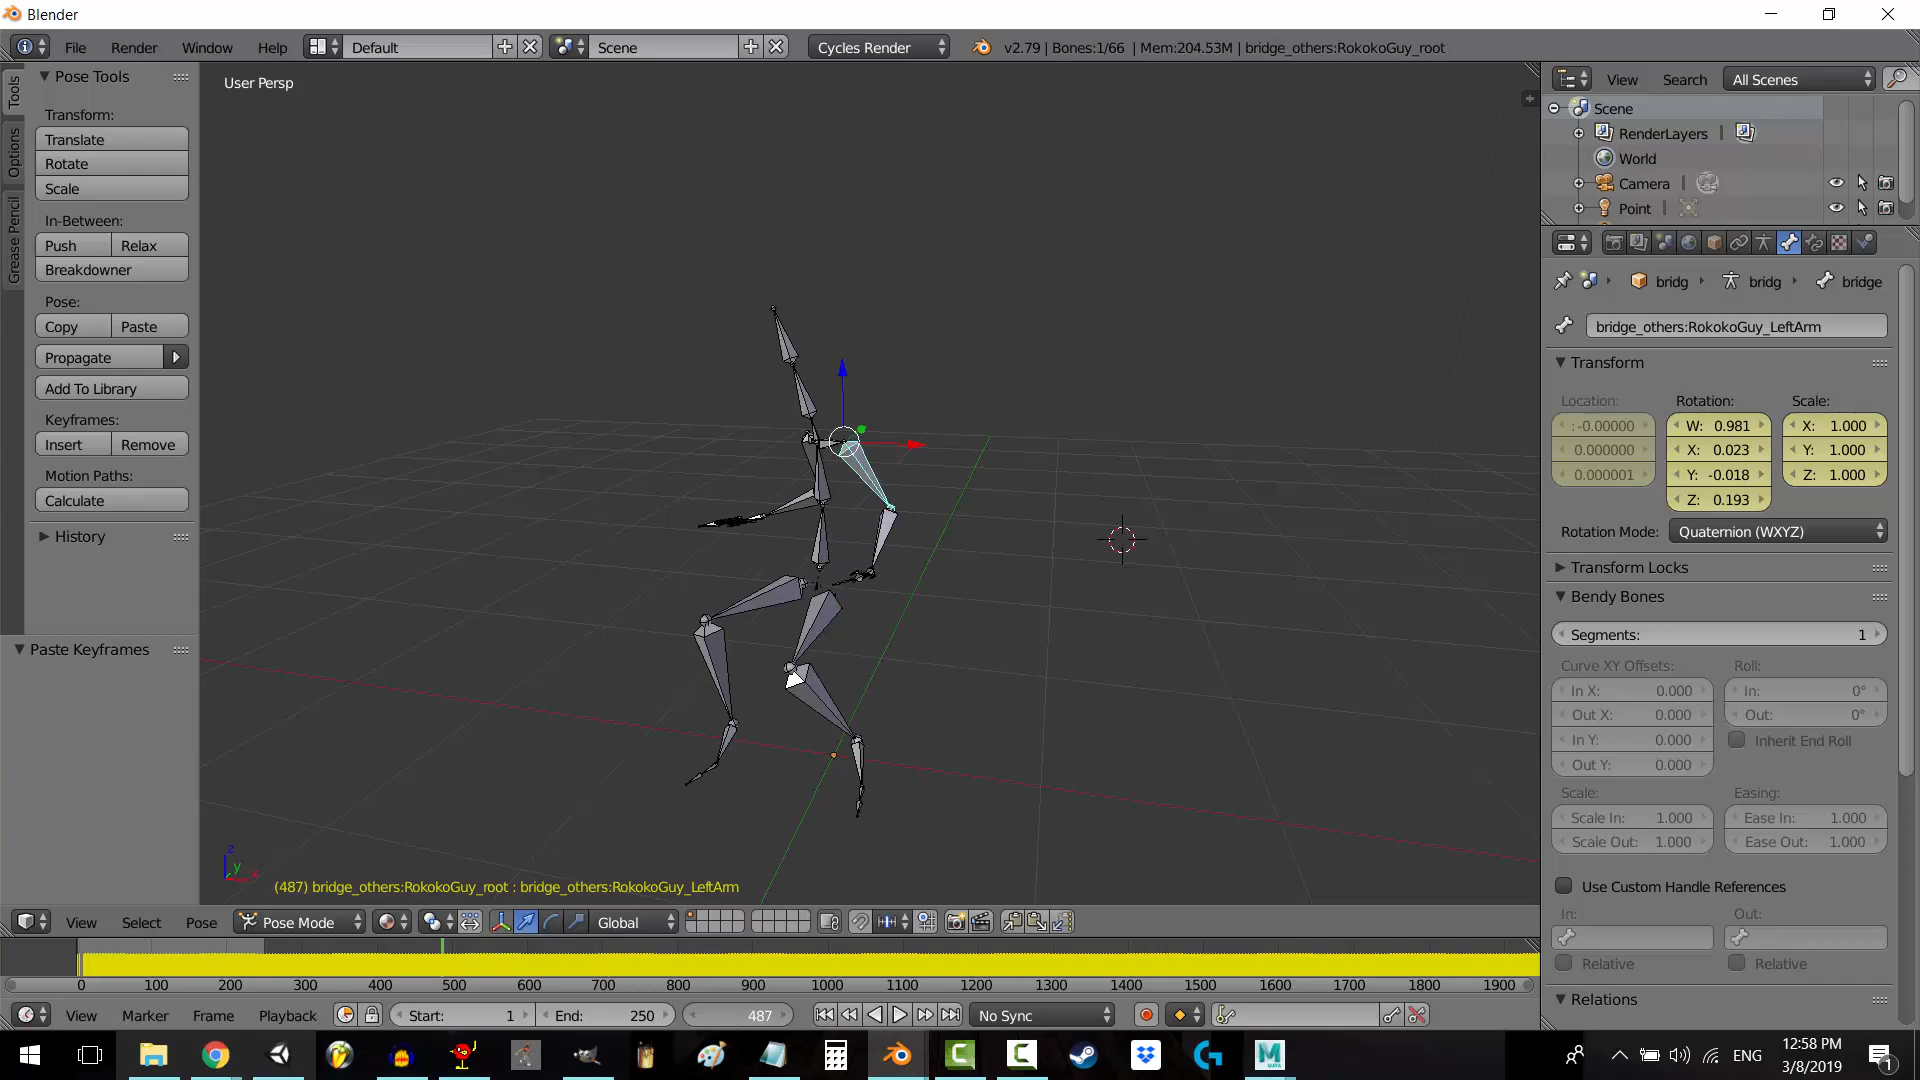 Blender
File Render Window Help Default Scene Cycles Render v2.79 | Bones:1/66 | Mem:204.53M | bridge_others:RokokoGuy_root
Tools
Options
Grease Pencil
Pose Tools
Transform:
Translate
Rotate
Scale
In-Between:
Push Relax
Breakdowner
Pose:
Copy Paste
Propagate
Add To Library
Keyframes:
Insert Remove
Motion Paths:
Calculate
History
Paste Keyframes
User Persp
z
y
x
(487) bridge_others:RokokoGuy_root : bridge_others:RokokoGuy_LeftArm
View Select Pose Pose Mode Global
0 100 200 300 400 500 600 700 800 900 1000 1100 1200 1300 1400 1500 1600 1700 1800 1900
View Marker Frame Playback Start: 1 End: 250 487 No Sync
View Search All Scenes
Scene
RenderLayers |
World
Camera |
Point |
bridg bridg bridge
bridge_others:RokokoGuy_LeftArm
Transform
Location: Rotation: Scale:
: -0.00000 W: 0.981 X: 1.000
0.000000 X: 0.023 Y: 1.000
0.000001 Y: -0.018 Z: 1.000
Z: 0.193
Rotation Mode: Quaternion (WXYZ)
Transform Locks
Bendy Bones
Segments: 1
Curve XY Offsets: Roll:
In X: 0.000 In: 0°
Out X: 0.000 Out: 0°
In Y: 0.000 Inherit End Roll
Out Y: 0.000
Scale: Easing:
Scale In: 1.000 Ease In: 1.000
Scale Out: 1.000 Ease Out: 1.000
Use Custom Handle References
In: Out:
Relative Relative
Relations
ENG
12:58 PM
3/8/2019
1